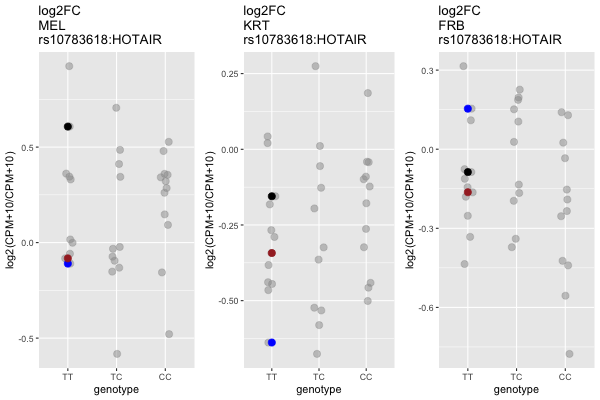 log2FC
MEL
rs10783618:HOTAIR
log2(CPM+10/CPM+10)
0.5
0.0
-0.5
TT
TC
CC
genotype
log2FC
KRT
rs10783618:HOTAIR
log2(CPM+10/CPM+10)
0.25
0.00
-0.25
-0.50
TT
TC
CC
genotype
log2FC
FRB
rs10783618:HOTAIR
log2(CPM+10/CPM+10)
0.3
0.0
-0.3
-0.6
TT
TC
CC
genotype